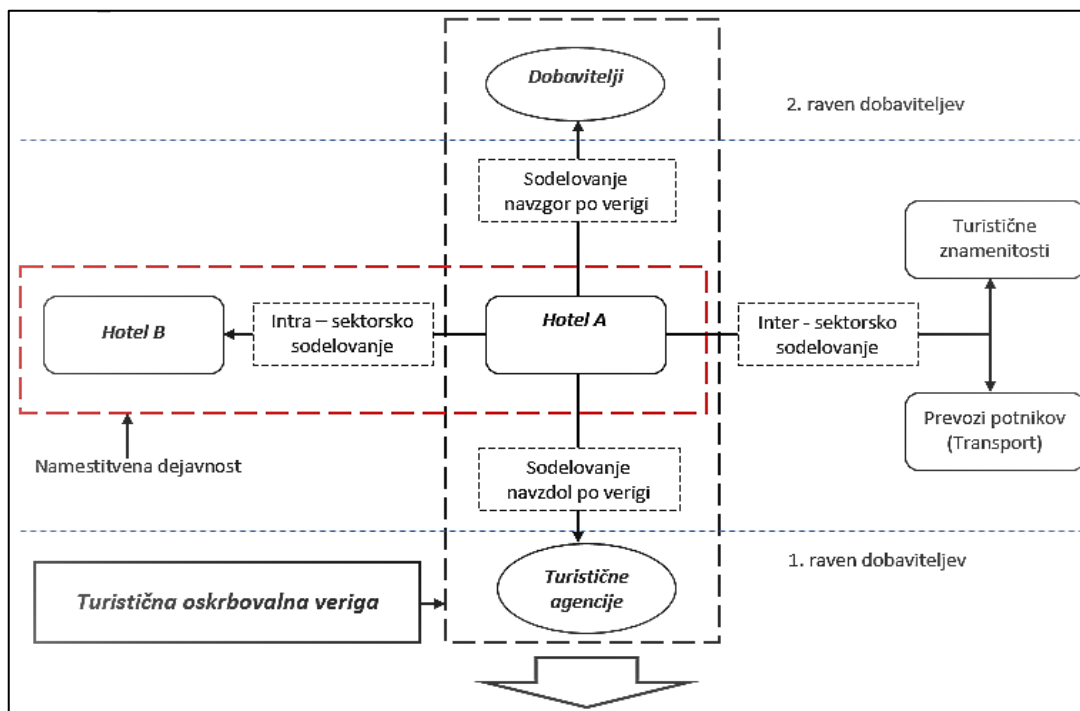 Dobavitelji
2. raven dobaviteljev
Sodelovanje
navzgor po verigi
Turistične
znamenitosti
Hotel B
Intra – sektorsko
sodelovanje
Hotel A
Inter - sektorsko
sodelovanje
Prevozi potnikov
(Transport)
Namestitvena dejavnost
Sodelovanje
navzdol po verigi
1. raven dobaviteljev
Turistična oskrbovalna veriga
Turistične
agencije